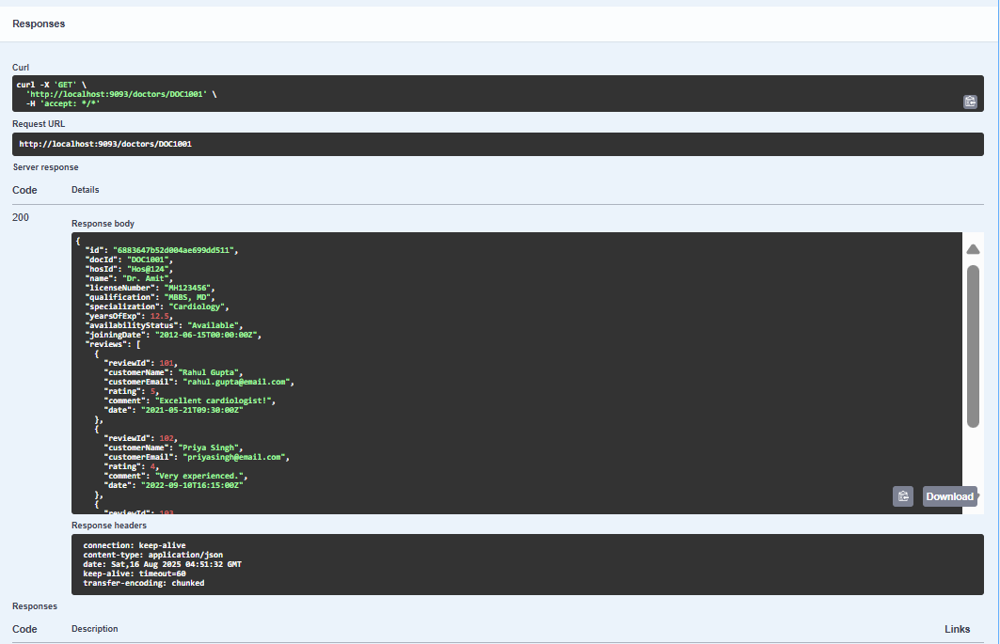 Responses
Curl
curl -X 'GET' \
'http://localhost:9093/doctors/DOC1001' \
-H 'accept: */*'
Request URL
http://localhost:9093/doctors/DOC1001
Server response
Code Details
200
Response body
{
"id": "6883647b52d004ae699dd511",
"docId": "DOC1001",
"hosId": "Hos@124",
"name": "Dr. Amit",
"licenseNumber": "MH123456",
"qualification": "MBBS, MD",
"specialization": "Cardiology",
"yearsOfExp": 12.5,
"availabilityStatus": "Available",
"joiningDate": "2012-06-15T00:00:00Z",
"reviews": [
{
"reviewId": 101,
"customerName": "Rahul Gupta",
"customerEmail": "rahul.gupta@email.com",
"rating": 5,
"comment": "Excellent cardiologist!",
"date": "2021-05-21T09:30:00Z"
},
{
"reviewId": 102,
"customerName": "Priya Singh",
"customerEmail": "priyasingh@email.com",
"rating": 4,
"comment": "Very experienced.",
"date": "2022-09-10T16:15:00Z"
},
{
"reviewId": 103
Download
Response headers
connection: keep-alive
content-type: application/json
date: Sat,16 Aug 2025 04:51:32 GMT
keep-alive: timeout=60
transfer-encoding: chunked
Responses
Code Description Links